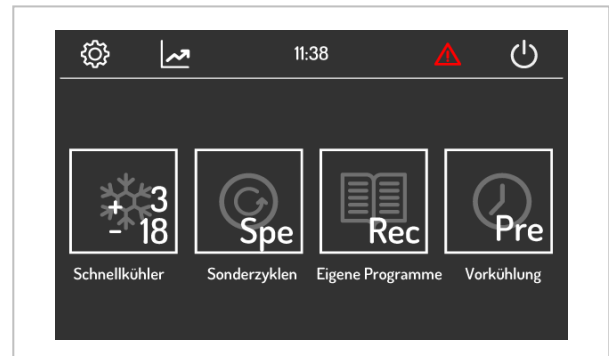 11:38
+ 3
- 18
Spe
Rec
Pre
Schnellkühler
Sonderzyklen
Eigene Programme
Vorkühlung